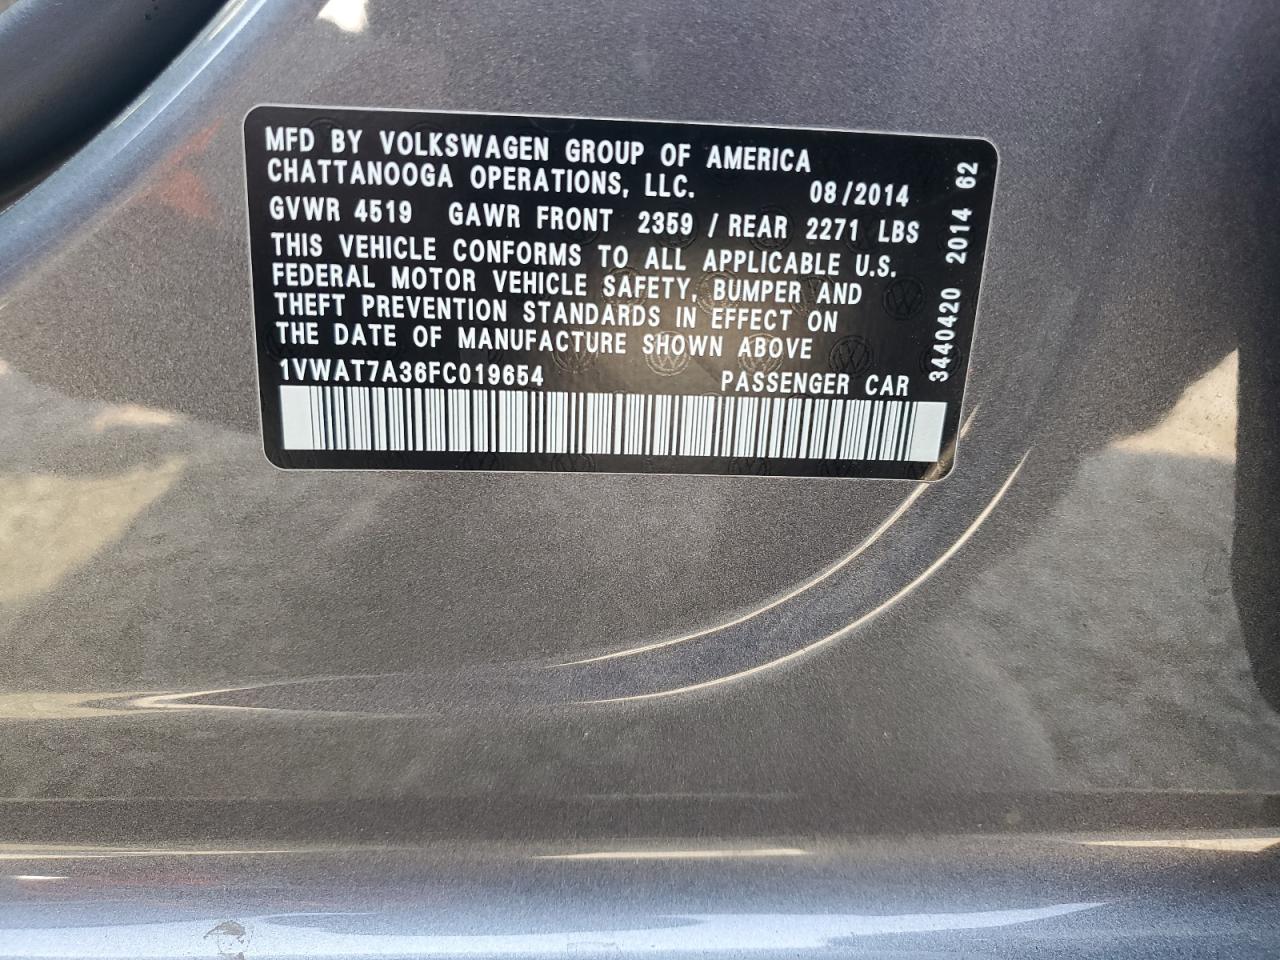 MFD BY VOLKSWAGEN GROUP OF AMERICA
CHATTANOOGA OPERATIONS, LLC. 08/2014
GVWR 4519 GAWR FRONT 2359 / REAR 2271 LBS
THIS VEHICLE CONFORMS TO ALL APPLICABLE U.S.
FEDERAL MOTOR VEHICLE SAFETY, BUMPER AND
THEFT PREVENTION STANDARDS IN EFFECT ON
THE DATE OF MANUFACTURE SHOWN ABOVE
1VWAT7A36FC019654 PASSENGER CAR
3440420 2014 62